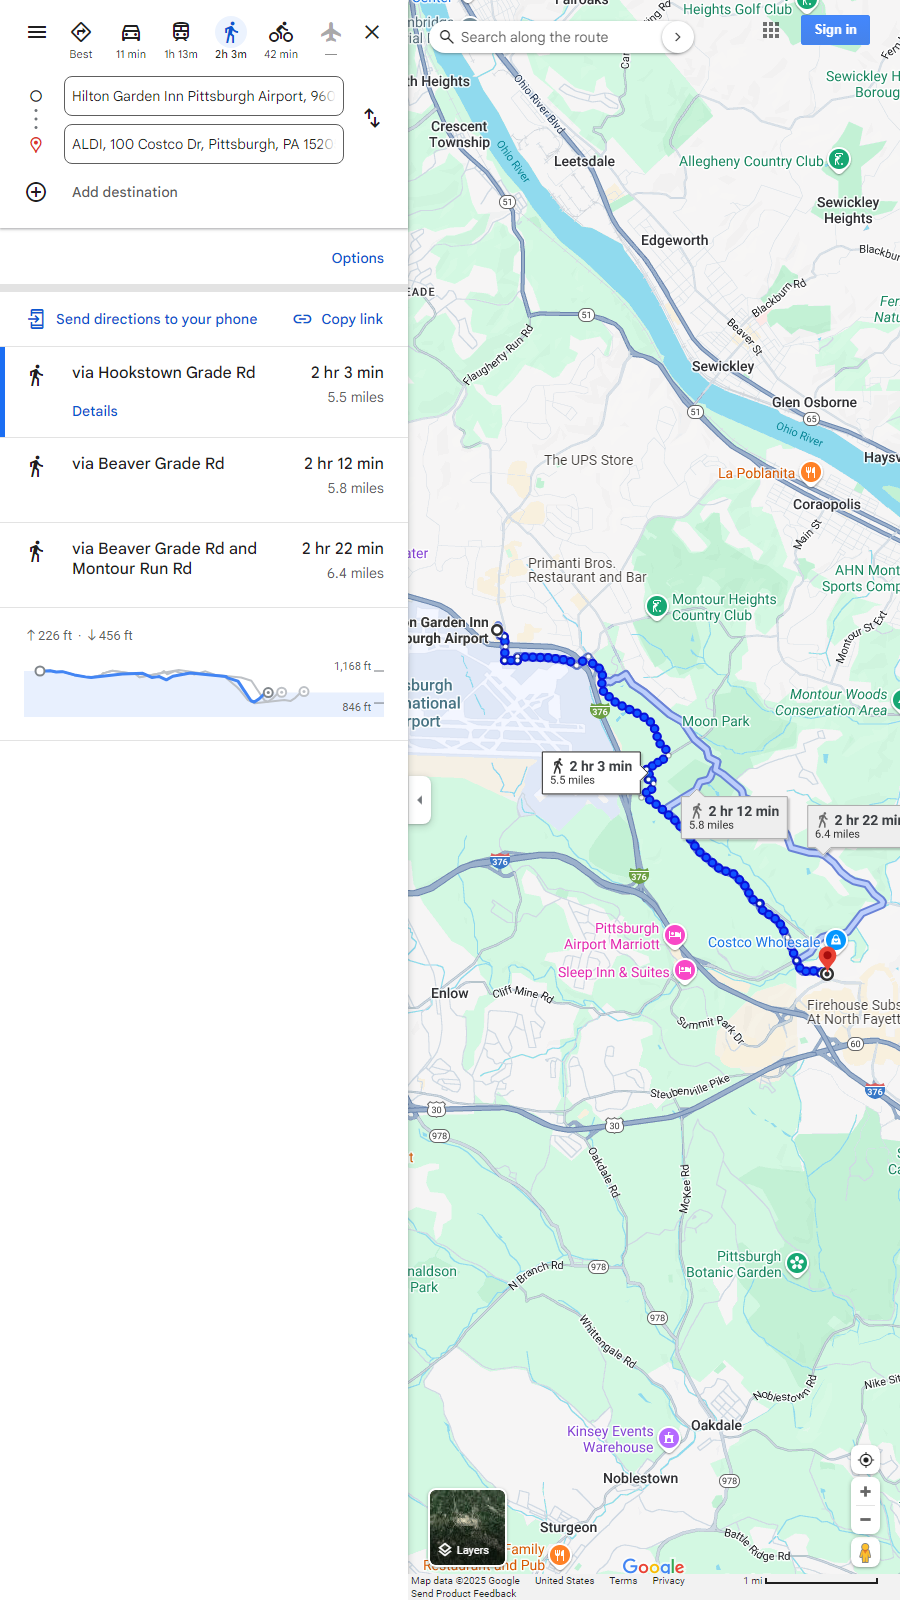 Best
11 min
1h 13m
2h 3m
42 min
—
Hilton Garden Inn Pittsburgh Airport, 960
ALDI, 100 Costco Dr, Pittsburgh, PA 1520
Add destination
Options
Send directions to your phone
Copy link
via Hookstown Grade Rd
2 hr 3 min
5.5 miles
Details
via Beaver Grade Rd
2 hr 12 min
5.8 miles
via Beaver Grade Rd and
Montour Run Rd
2 hr 22 min
6.4 miles
226 ft · 456 ft
1,168 ft
846 ft
Search along the route
Sign in
Heights Golf Club
th Heights
Ohio River Blvd
Sewickley H
Boroug
Crescent
Township
Ohio River
Leetsdale
Allegheny Country Club
51
Sewickley
Heights
Edgeworth
Blackbur
Blackburn Rd
EADE
Fer
Natu
51
Beaver St
Flaugherty Run Rd
Sewickley
Glen Osborne
51
65
Ohio River
Haysv
The UPS Store
La Poblanita
Coraopolis
Main St
ater
Primanti Bros.
Restaurant and Bar
AHN Mont
Sports Comp
Montour Heights
Country Club
Montour St Ext
on Garden Inn
burgh Airport
sburgh
national
rport
376
Montour Woods
Conservation Area
Moon Park
2 hr 3 min
5.5 miles
2 hr 12 min
5.8 miles
2 hr 22 min
6.4 miles
376
376
Pittsburgh
Airport Marriott
Costco Wholesale
Sleep Inn & Suites
Enlow
Cliff Mine Rd
Firehouse Subs
At North Fayett
Summit Park Dr
60
376
Steubenville Pike
30
30
978
t
Oakdale Rd
McKee Rd
Ca
Pittsburgh
Botanic Garden
naldson
Park
N Branch Rd
978
978
Whittengale Rd
Nike Sit
Noblestown Rd
Oakdale
Kinsey Events
Warehouse
Noblestown
978
Sturgeon
Battle Ridge Rd
Family
Restaurant and Pub
Layers
Google
Map data ©2025 Google
United States
Terms
Privacy
1 mi
Send Product Feedback